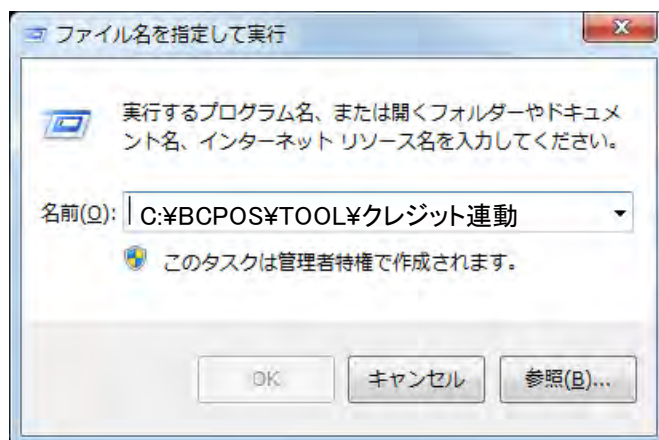 ファイル名を指定して実行
実行するプログラム名、または開くフォルダーやドキュメ
ント名、インターネット リソース名を入力してください。
名前(O): C:¥BCPOS¥TOOL¥クレジット連動
このタスクは管理者特権で作成されます。
OK キャンセル 参照(B)...